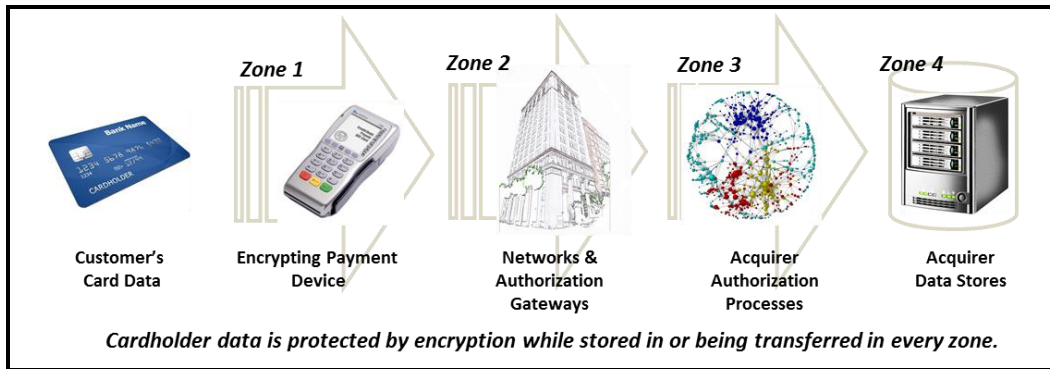 Zone 1
Zone 2
Zone 3
Zone 4
Bank Name
CARDHOLDER
Customer's
Card Data
Encrypting Payment
Device
Networks &
Authorization
Gateways
Acquirer
Authorization
Processes
Acquirer
Data Stores
Cardholder data is protected by encryption while stored in or being transferred in every zone.